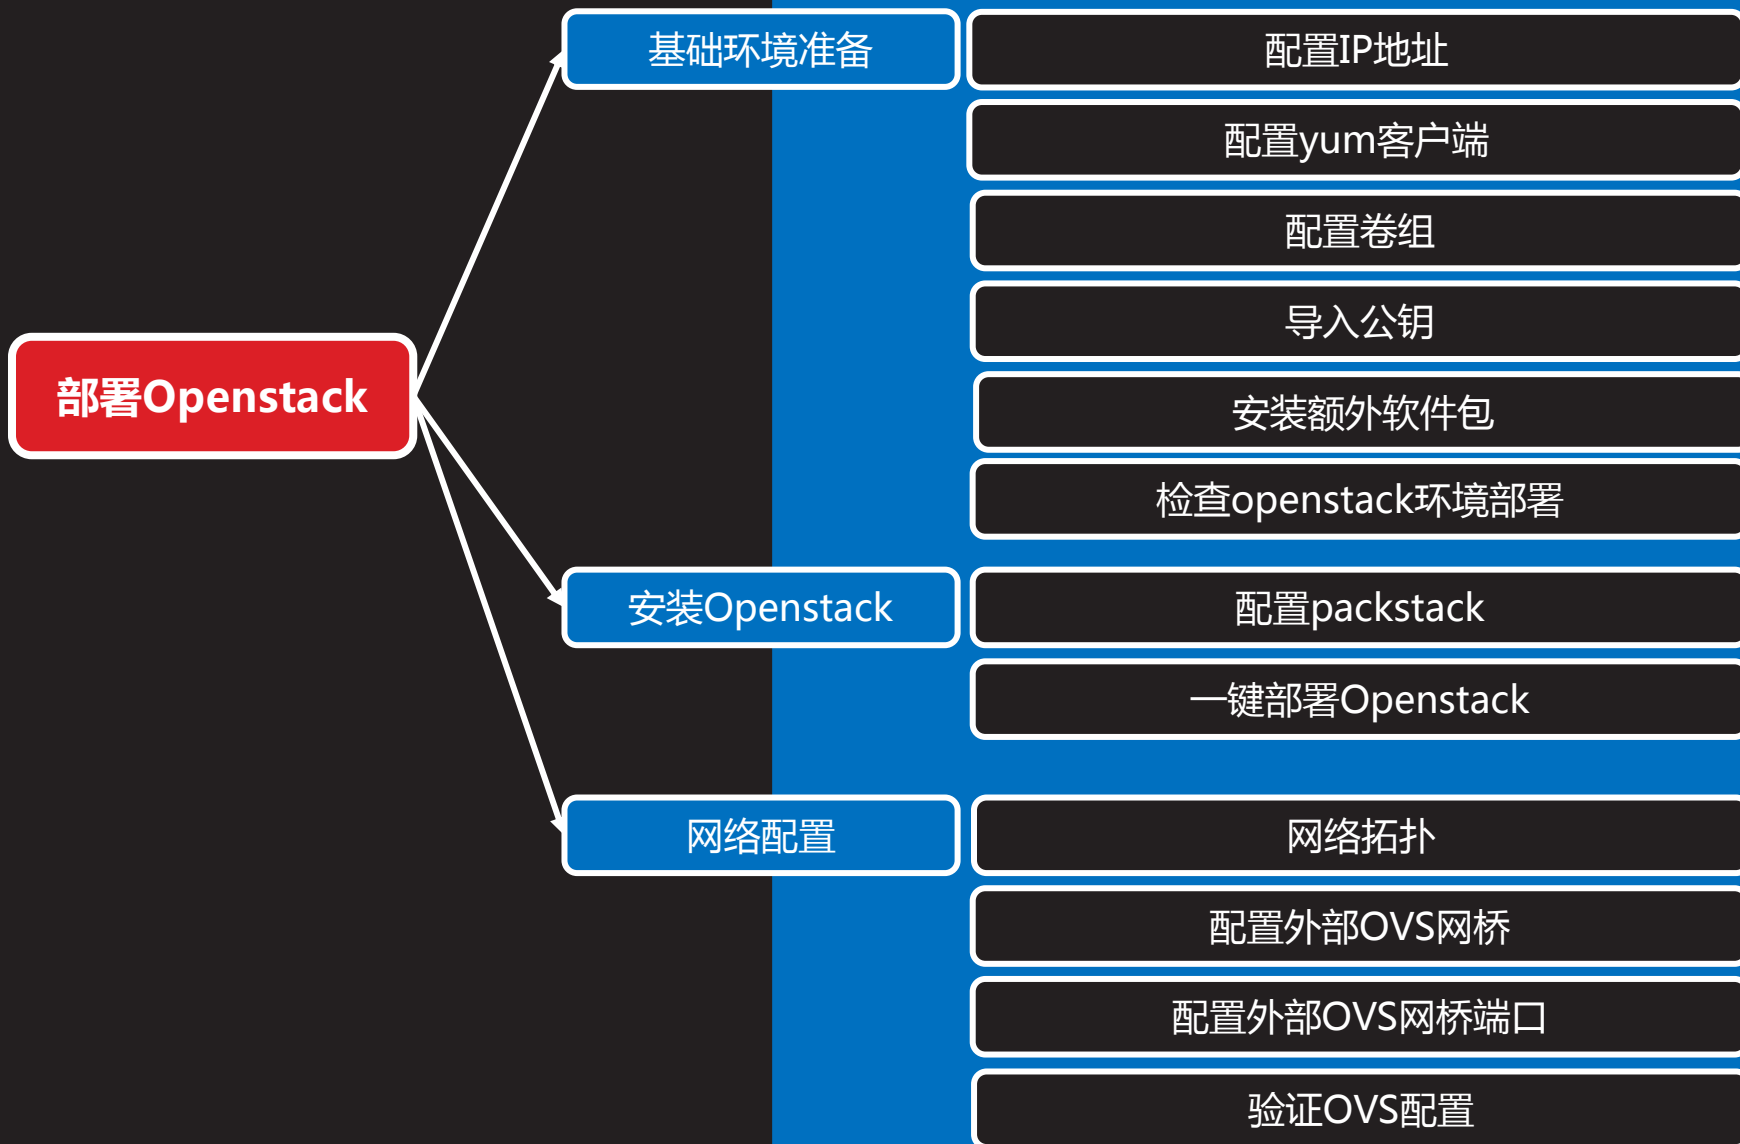 基础环境准备
配置IP地址
配置yum客户端
配置卷组
导入公钥
部署Openstack
安装额外软件包
检查openstack环境部署
安装Openstack
配置packstack
一键部署Openstack
网络配置
网络拓扑
配置外部OVS网桥
配置外部OVS网桥端口
验证OVS配置